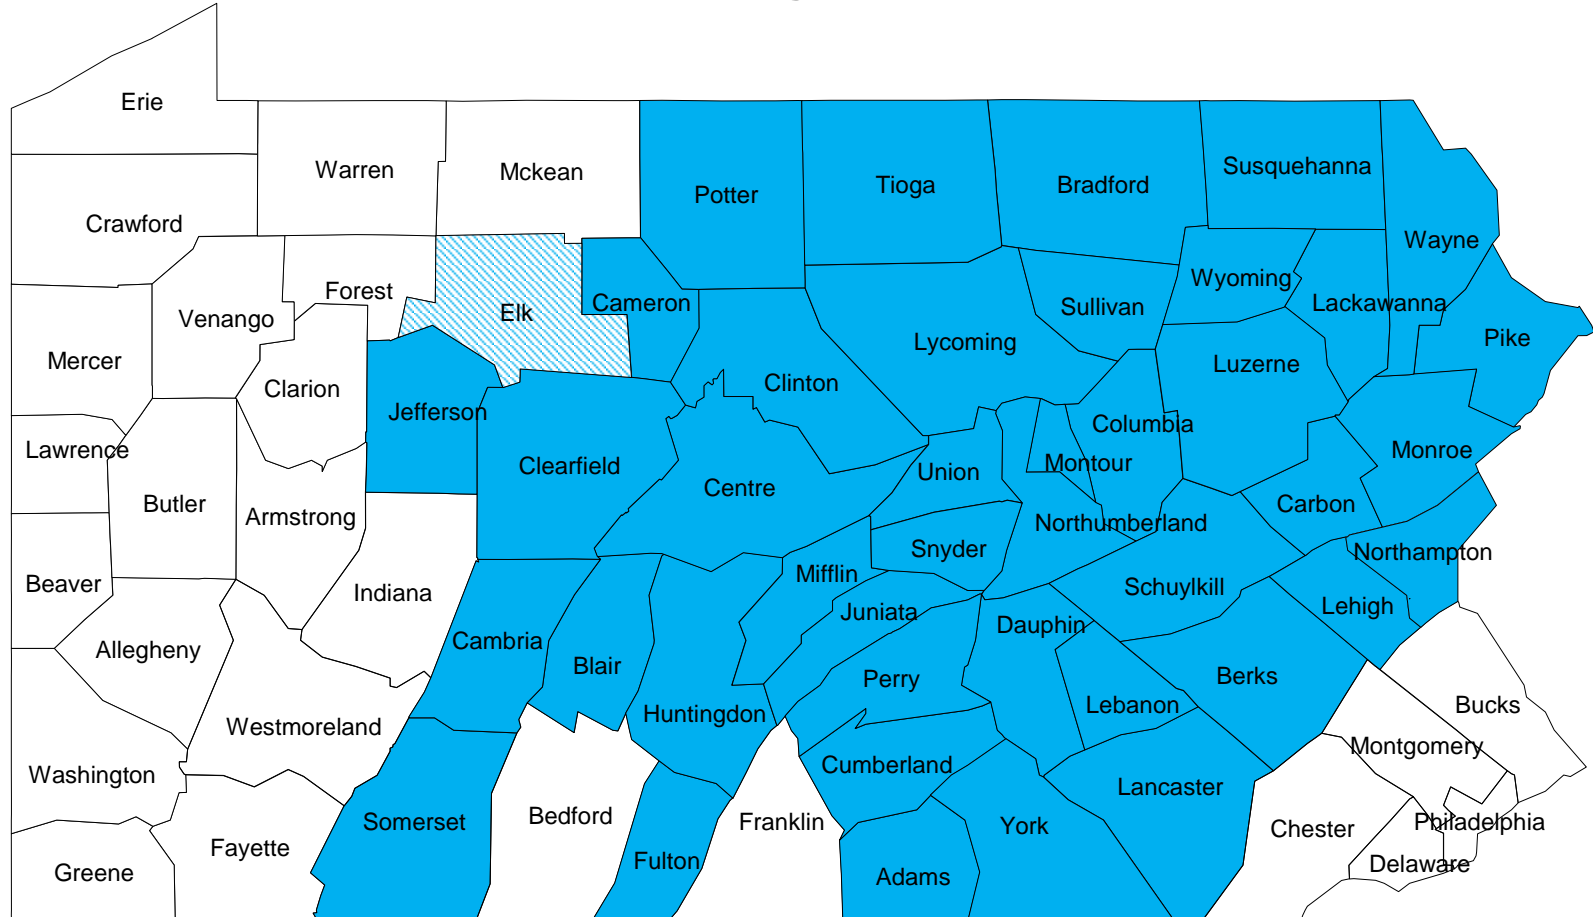 Erie
Warren
Mckean
Potter
Tioga
Bradford
Susquehanna
Crawford
Wayne
Forest
Elk
Cameron
Wyoming
Lackawanna
Venango
Sullivan
Pike
Mercer
Lycoming
Luzerne
Clarion
Clinton
Jefferson
Columbia
Lawrence
Clearfield
Centre
Union
Montour
Monroe
Butler
Armstrong
Carbon
Northumberland
Snyder
Northampton
Beaver
Indiana
Mifflin
Schuylkill
Lehigh
Juniata
Dauphin
Allegheny
Cambria
Blair
Perry
Berks
Huntingdon
Lebanon
Bucks
Westmoreland
Montgomery
Washington
Cumberland
Lancaster
Somerset
Bedford
Franklin
York
Chester
Philadelphia
Fayette
Fulton
Delaware
Greene
Adams